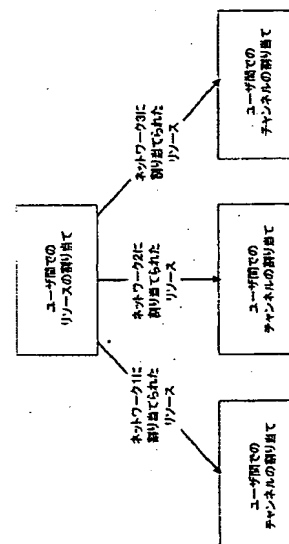 ユーザ間での
リソースの割り当て
ネットワーク1に
割り当てられた
リソース
ネットワーク2に
割り当てられた
リソース
ネットワーク3に
割り当てられた
リソース
ユーザ間での
チャンネルの割り当て
ユーザ間での
チャンネルの割り当て
ユーザ間での
チャンネルの割り当て